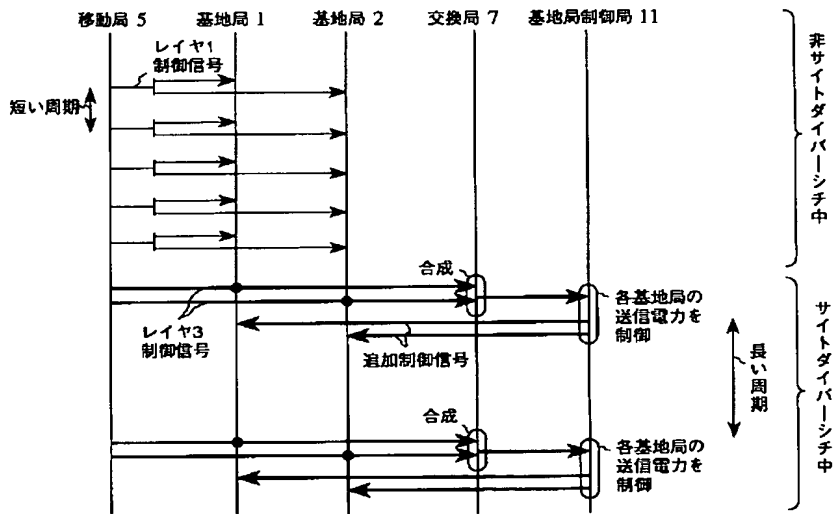 移動局 5
基地局 1
基地局 2
交換局 7
基地局制御局 11
レイヤ1
制御信号
短い周期
非サイトダイバーシチ中
合成
各基地局の
送信電力を
制御
レイヤ3
制御信号
追加制御信号
長い周期
サイトダイバーシチ中
合成
各基地局の
送信電力を
制御